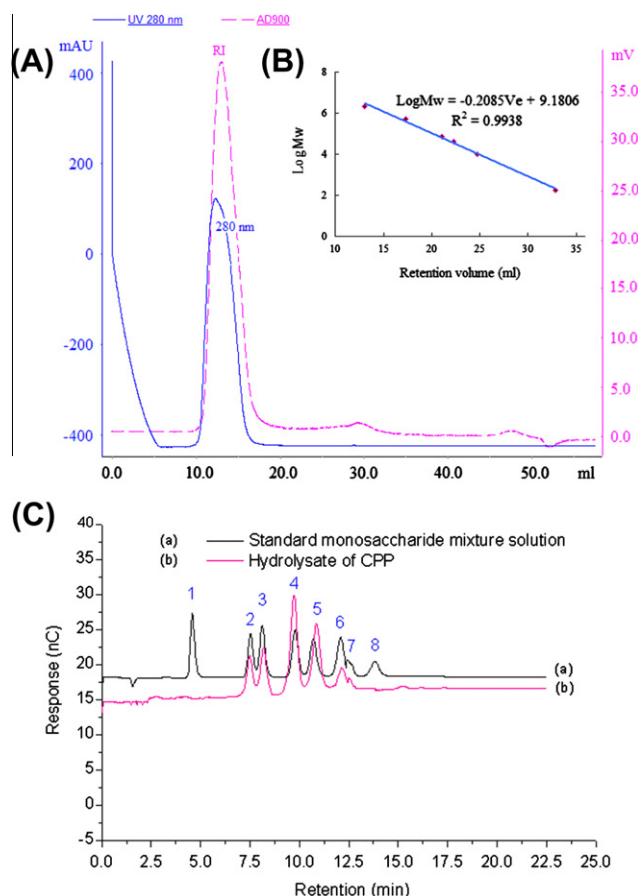 UV 280 nm AD900
(A)
mAU
mV
400
200
0
-200
-400
RI
280 nm
35.0
30.0
25.0
20.0
15.0
10.0
5.0
0.0
0.0 10.0 20.0 30.0 40.0 50.0 ml
(B)
LogMw = -0.2085Ve + 9.1806
R2 = 0.9938
LogMw
8
6
4
2
0
10 15 20 25 30 35
Retention volume (ml)
(C)
(a) Standard monosaccharide mixture solution
(b) Hydrolysate of CPP
Response (nC)
40
35
30
25
20
15
10
5
0
-5
1 2 3 4 5 6 7 8
(a)
(b)
0.0 2.5 5.0 7.5 10.0 12.5 15.0 17.5 20.0 22.5 25.0
Retention (min)